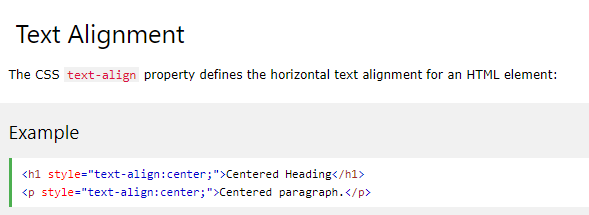 Text Alignment
The CSS text-align property defines the horizontal text alignment for an HTML element:
Example
<h1 style="text-align:center;">Centered Heading</h1>
<p style="text-align:center;">Centered paragraph.</p>